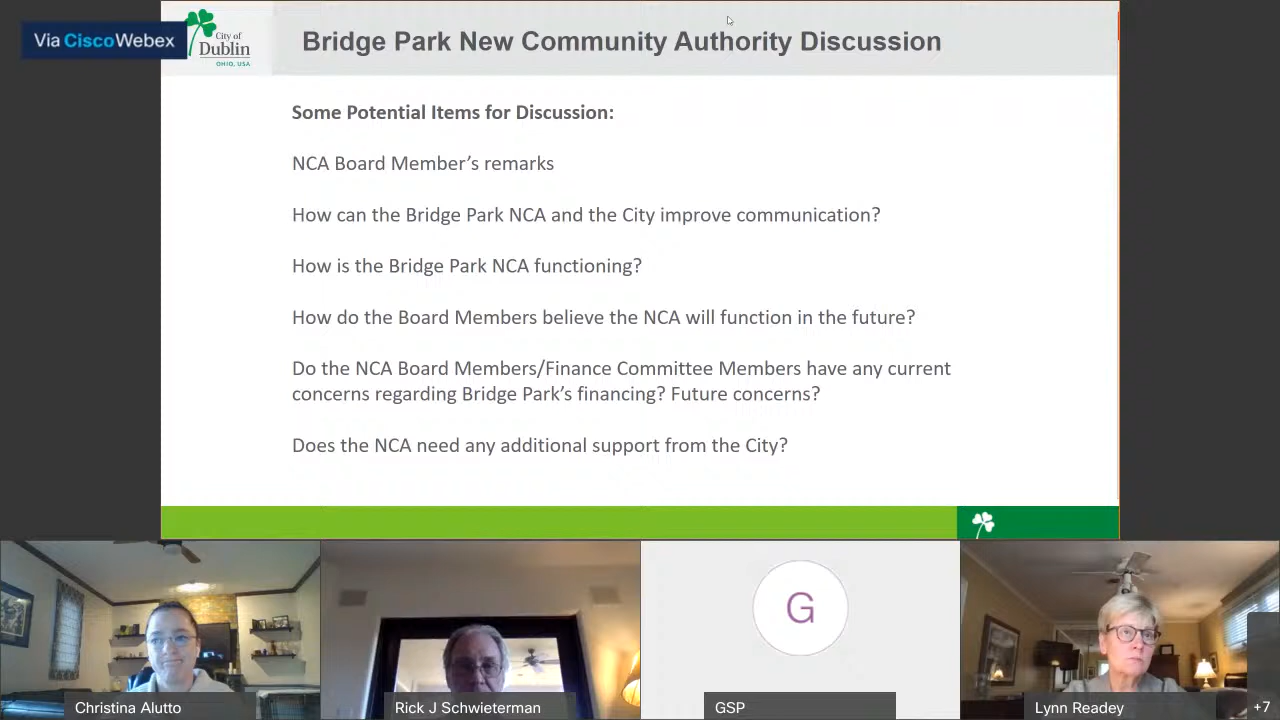 Via Cisco Webex
City of
Dublin
OHIO, USA
Bridge Park New Community Authority Discussion
Some Potential Items for Discussion:
NCA Board Member's remarks
How can the Bridge Park NCA and the City improve communication?
How is the Bridge Park NCA functioning?
How do the Board Members believe the NCA will function in the future?
Do the NCA Board Members/Finance Committee Members have any current
concerns regarding Bridge Park's financing? Future concerns?
Does the NCA need any additional support from the City?
G
Christina Alutto
Rick J Schwieterman
GSP
Lynn Readey
+7